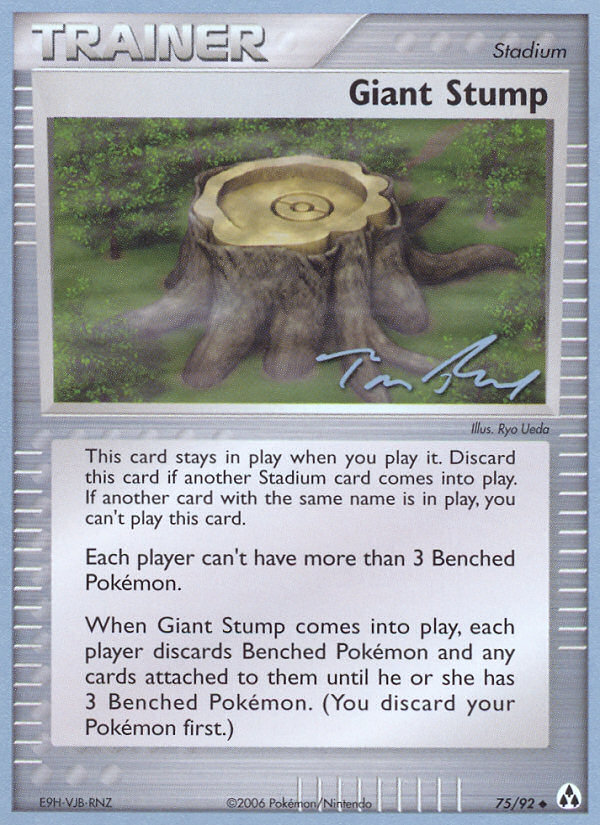 TRAINER
Stadium
Giant Stump
Illus. Ryo Ueda
This card stays in play when you play it. Discard
this card if another Stadium card comes into play.
If another card with the same name is in play, you
can't play this card.
Each player can't have more than 3 Benched
Pokémon.
When Giant Stump comes into play, each
player discards Benched Pokémon and any
cards attached to them until he or she has
3 Benched Pokémon. (You discard your
Pokémon first.)
E9H-VJB-RNZ
©2006 Pokémon/Nintendo
75/92